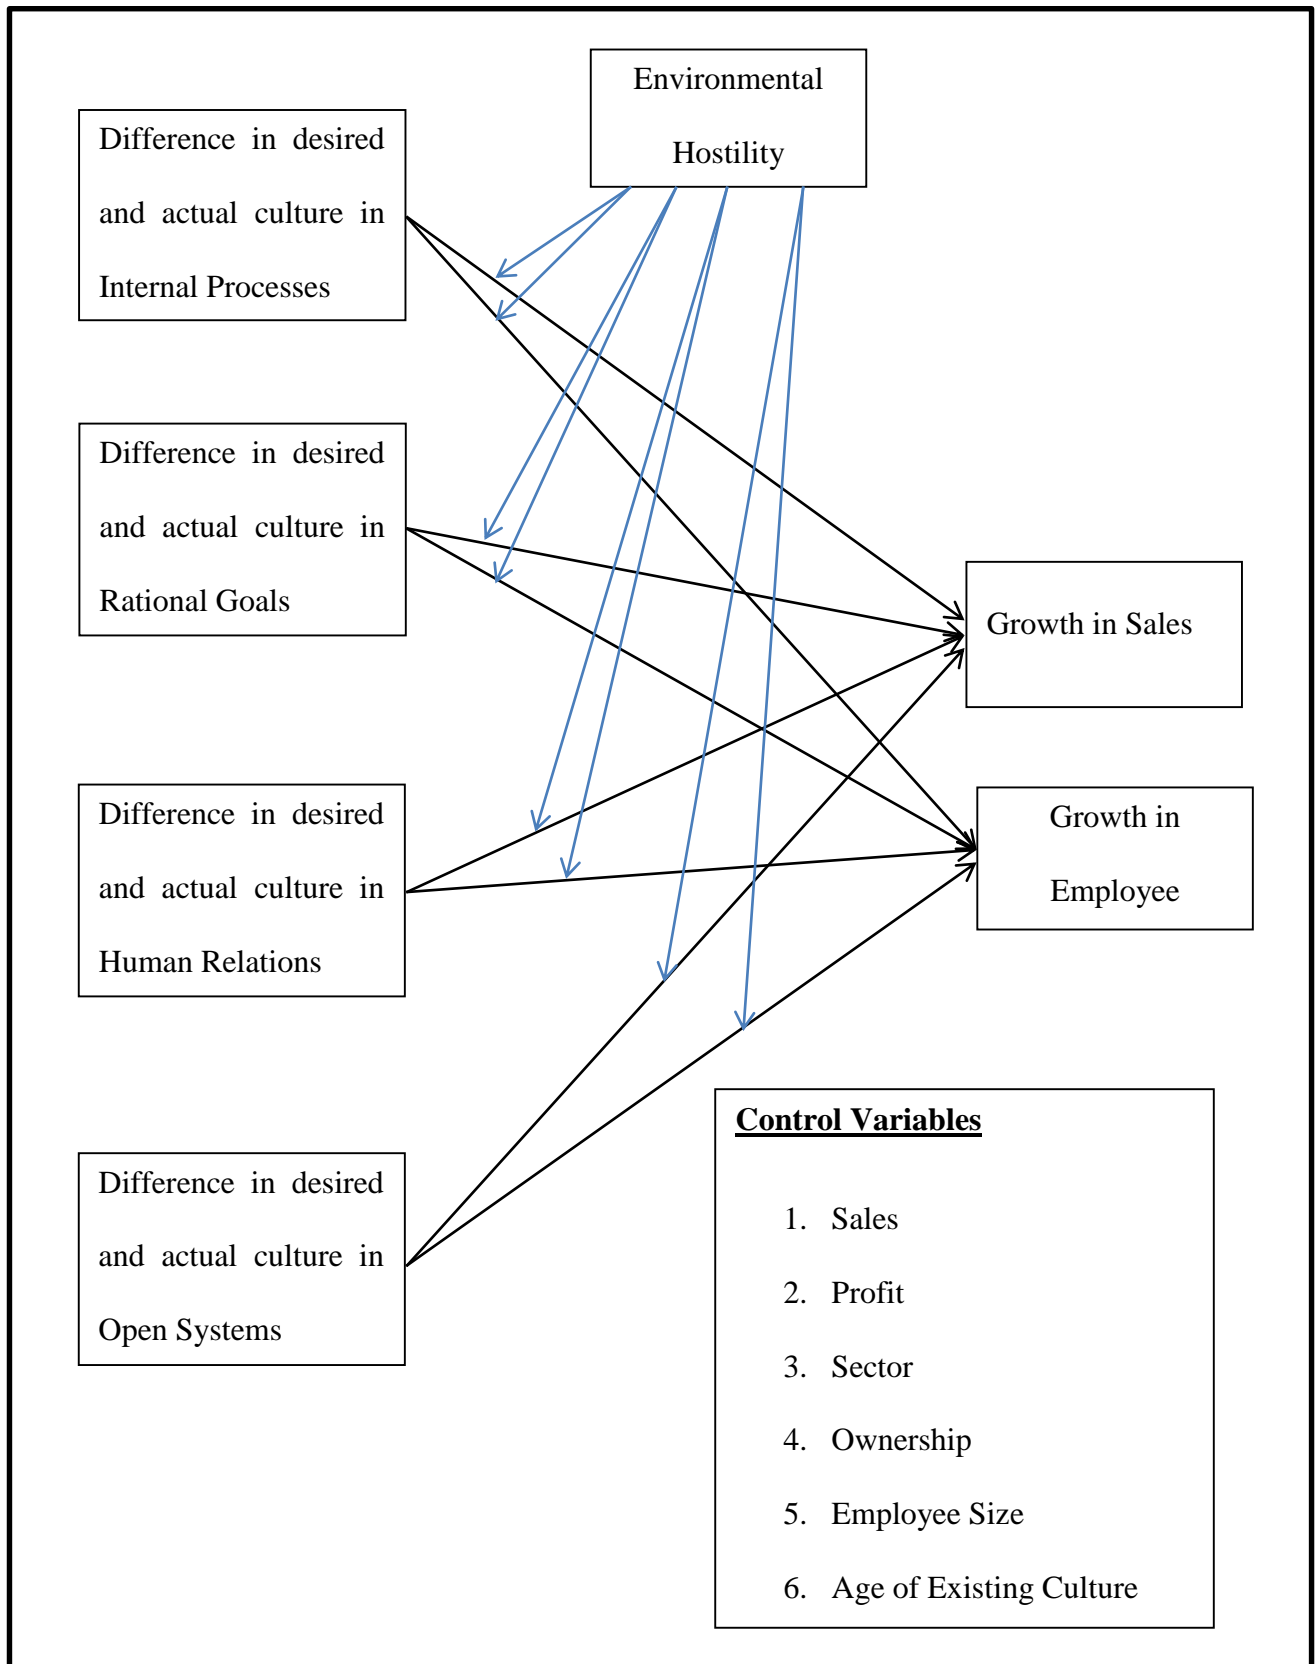 Environmental
Hostility
Difference in desired
and actual culture in
Internal Processes
Difference in desired
and actual culture in
Rational Goals
Growth in Sales
Difference in desired
and actual culture in
Human Relations
Growth in
Employee
Difference in desired
and actual culture in
Open Systems
Control Variables
1. Sales
2. Profit
3. Sector
4. Ownership
5. Employee Size
6. Age of Existing Culture